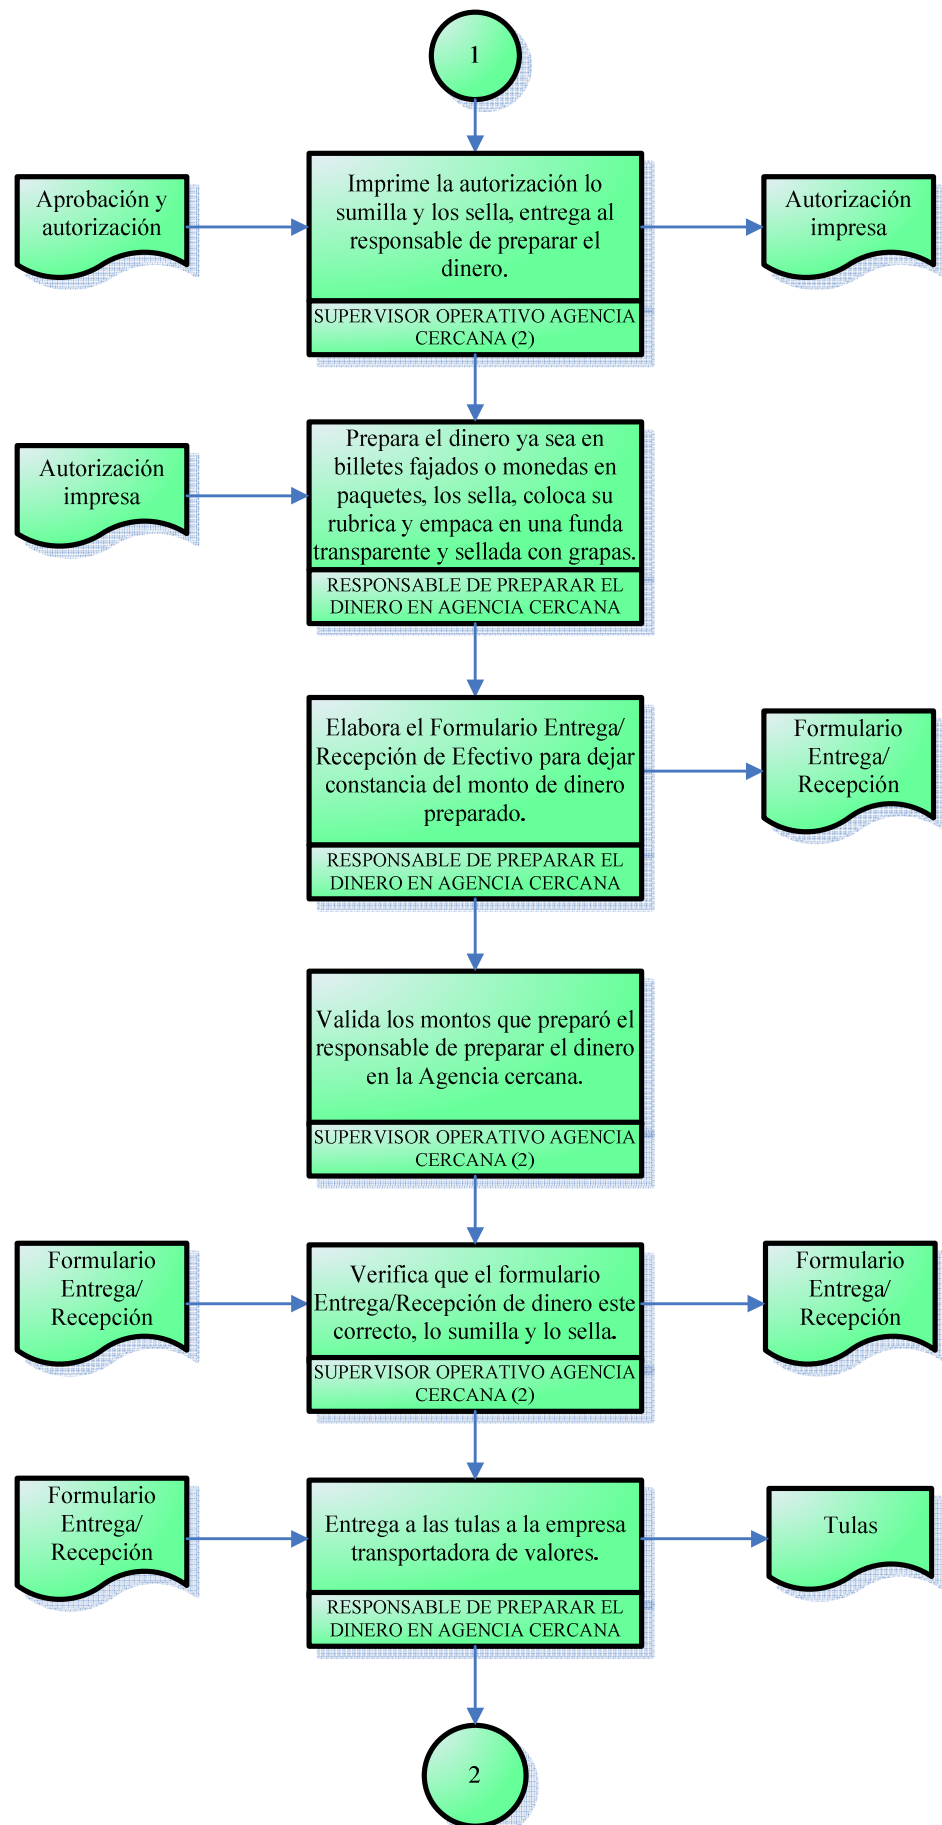 1
Aprobación y
autorización
Imprime la autorización lo
sumilla y los sella, entrega al
responsable de preparar el
dinero.
SUPERVISOR OPERATIVO AGENCIA
CERCANA (2)
Autorización
impresa
Autorización
impresa
Prepara el dinero ya sea en
billetes fajados o monedas en
paquetes, los sella, coloca su
rubrica y empaca en una funda
transparente y sellada con grapas.
RESPONSABLE DE PREPARAR EL
DINERO EN AGENCIA CERCANA
Elabora el Formulario Entrega/
Recepción de Efectivo para dejar
constancia del monto de dinero
preparado.
RESPONSABLE DE PREPARAR EL
DINERO EN AGENCIA CERCANA
Formulario
Entrega/
Recepción
Valida los montos que preparó el
responsable de preparar el dinero
en la Agencia cercana.
SUPERVISOR OPERATIVO AGENCIA
CERCANA (2)
Formulario
Entrega/
Recepción
Verifica que el formulario
Entrega/Recepción de dinero este
correcto, lo sumilla y lo sella.
SUPERVISOR OPERATIVO AGENCIA
CERCANA (2)
Formulario
Entrega/
Recepción
Formulario
Entrega/
Recepción
Entrega a las tulas a la empresa
transportadora de valores.
RESPONSABLE DE PREPARAR EL
DINERO EN AGENCIA CERCANA
Tulas
2